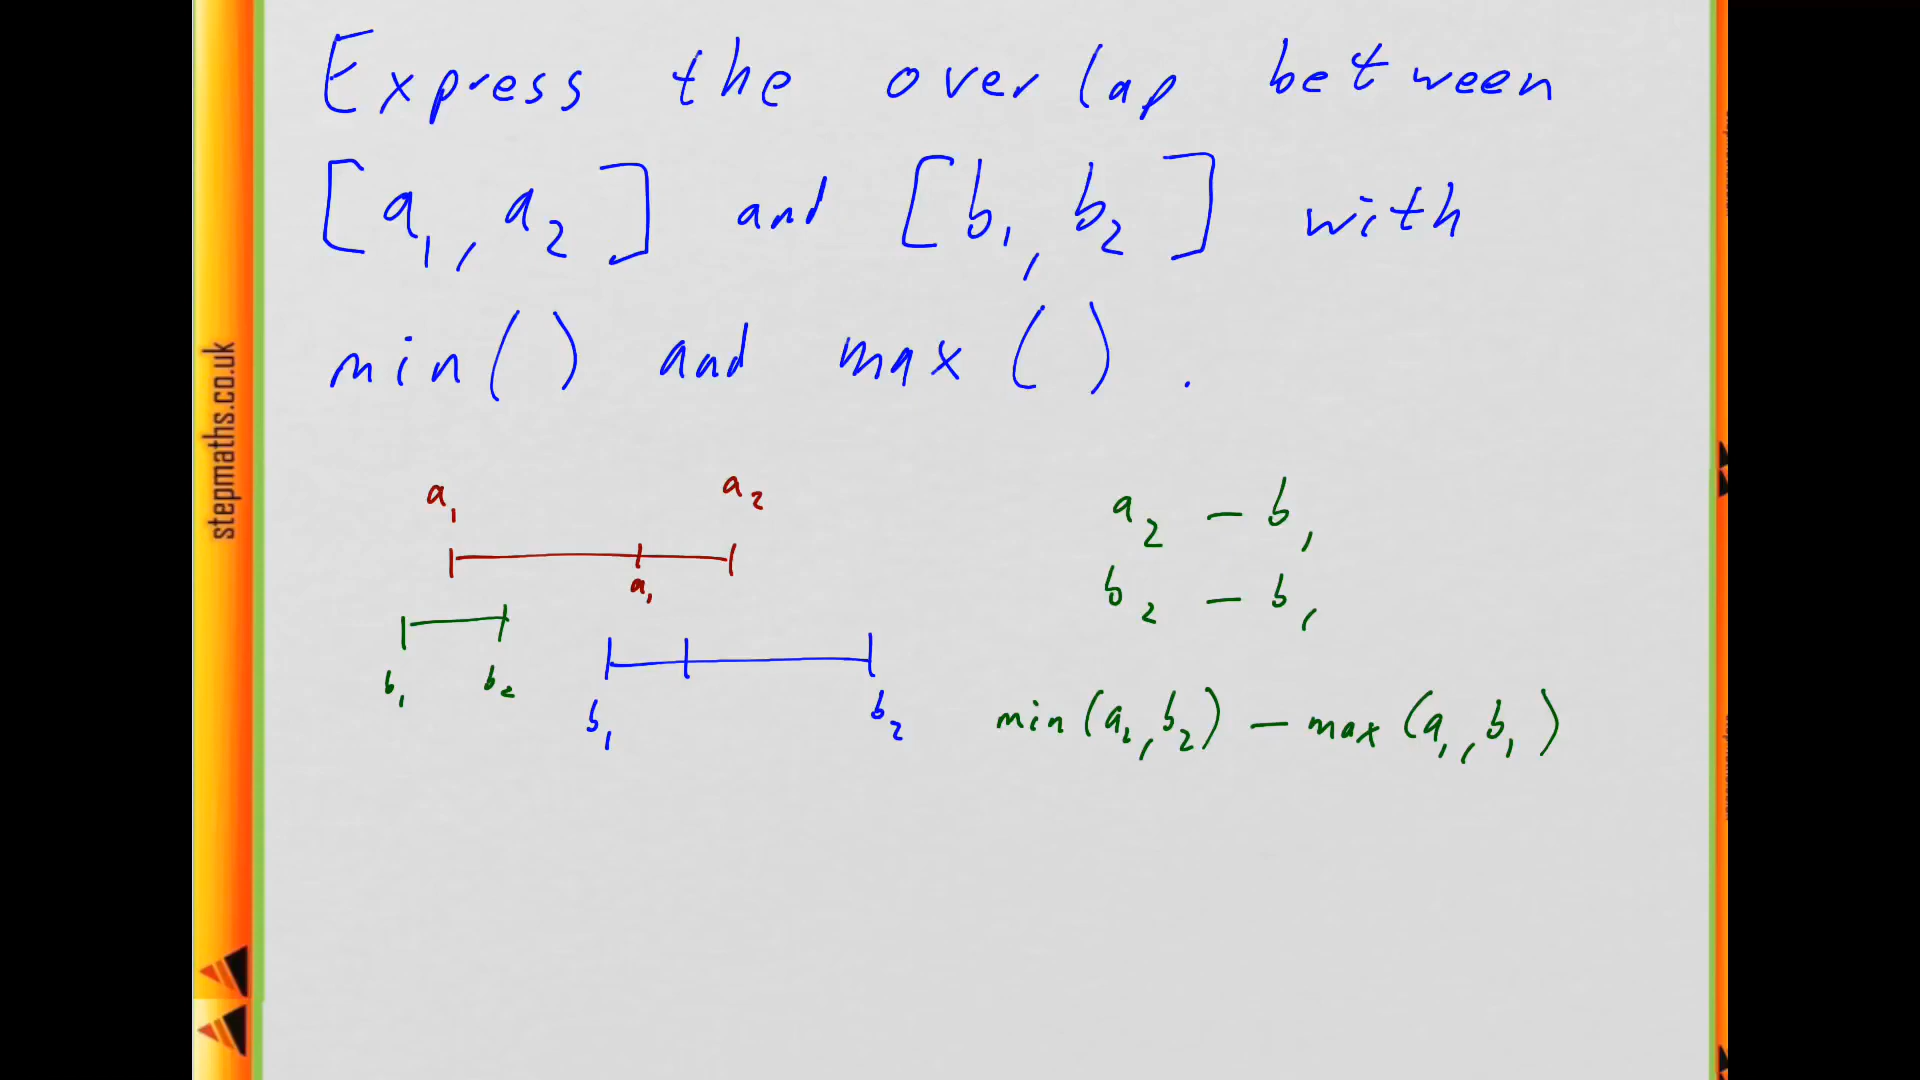 Express the overlap between
[a₁, a₂] and [b₁, b₂] with
min() and max().
a₁ a₂
a₁
b₁ b₂
b₁ b₂
a₂ - b₁
b₂ - b₁
min(a₂, b₂) - max(a₁, b₁)
stepmaths.co.uk